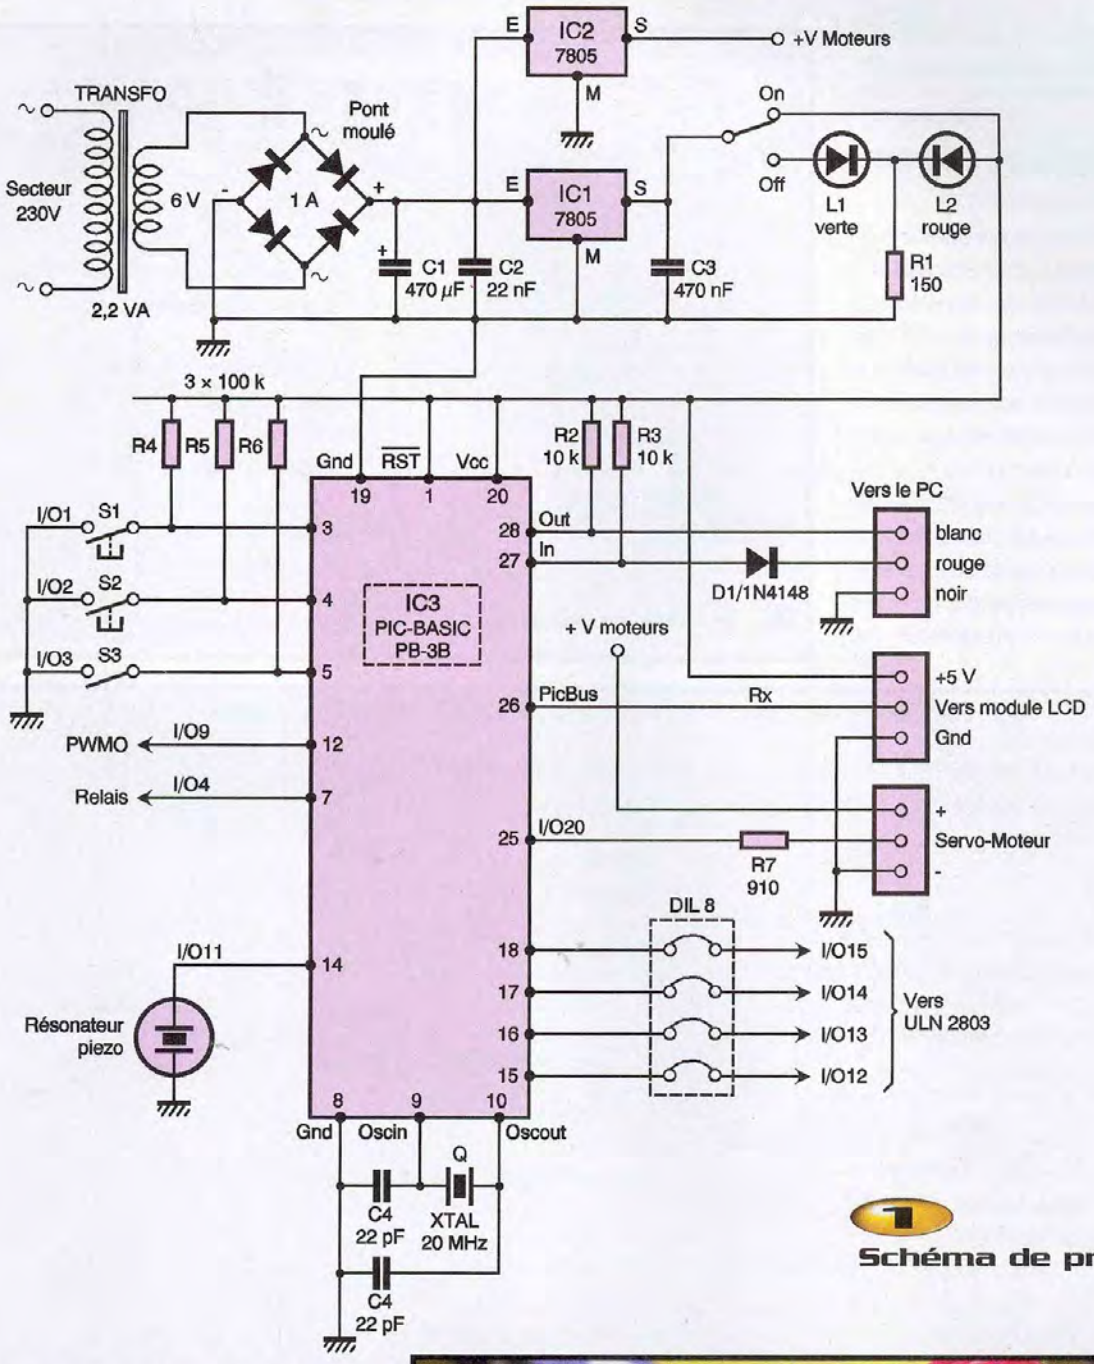 E
IC2
7805
S
+V Moteurs
M
TRANSFO
Pont
moulé
On
Off
Secteur
230V
6 V
1 A
-
+
2,2 VA
E
IC1
7805
S
M
L1
verte
L2
rouge
+
C1
470 µF
C2
22 nF
C3
470 nF
R1
150
3 × 100 k
R4
R5
R6
R2
10 k
R3
10 k
Gnd
RST
Vcc
19
1
20
Vers le PC
I/O1
S1
3
28
Out
blanc
27
In
rouge
D1/1N4148
noir
I/O2
S2
4
IC3
PIC-BASIC
PB-3B
+ V moteurs
I/O3
S3
5
26
PicBus
Rx
+5 V
Vers module LCD
Gnd
PWMO
I/O9
12
Relais
I/O4
7
25
I/O20
R7
910
+
Servo-Moteur
-
DIL 8
I/O11
14
18
I/O15
17
I/O14
16
I/O13
15
I/O12
Vers
ULN 2803
Résonateur
piezo
8
9
10
Gnd
Oscin
Oscout
Q
C4
22 pF
XTAL
20 MHz
C4
22 pF
1
Schéma de pr